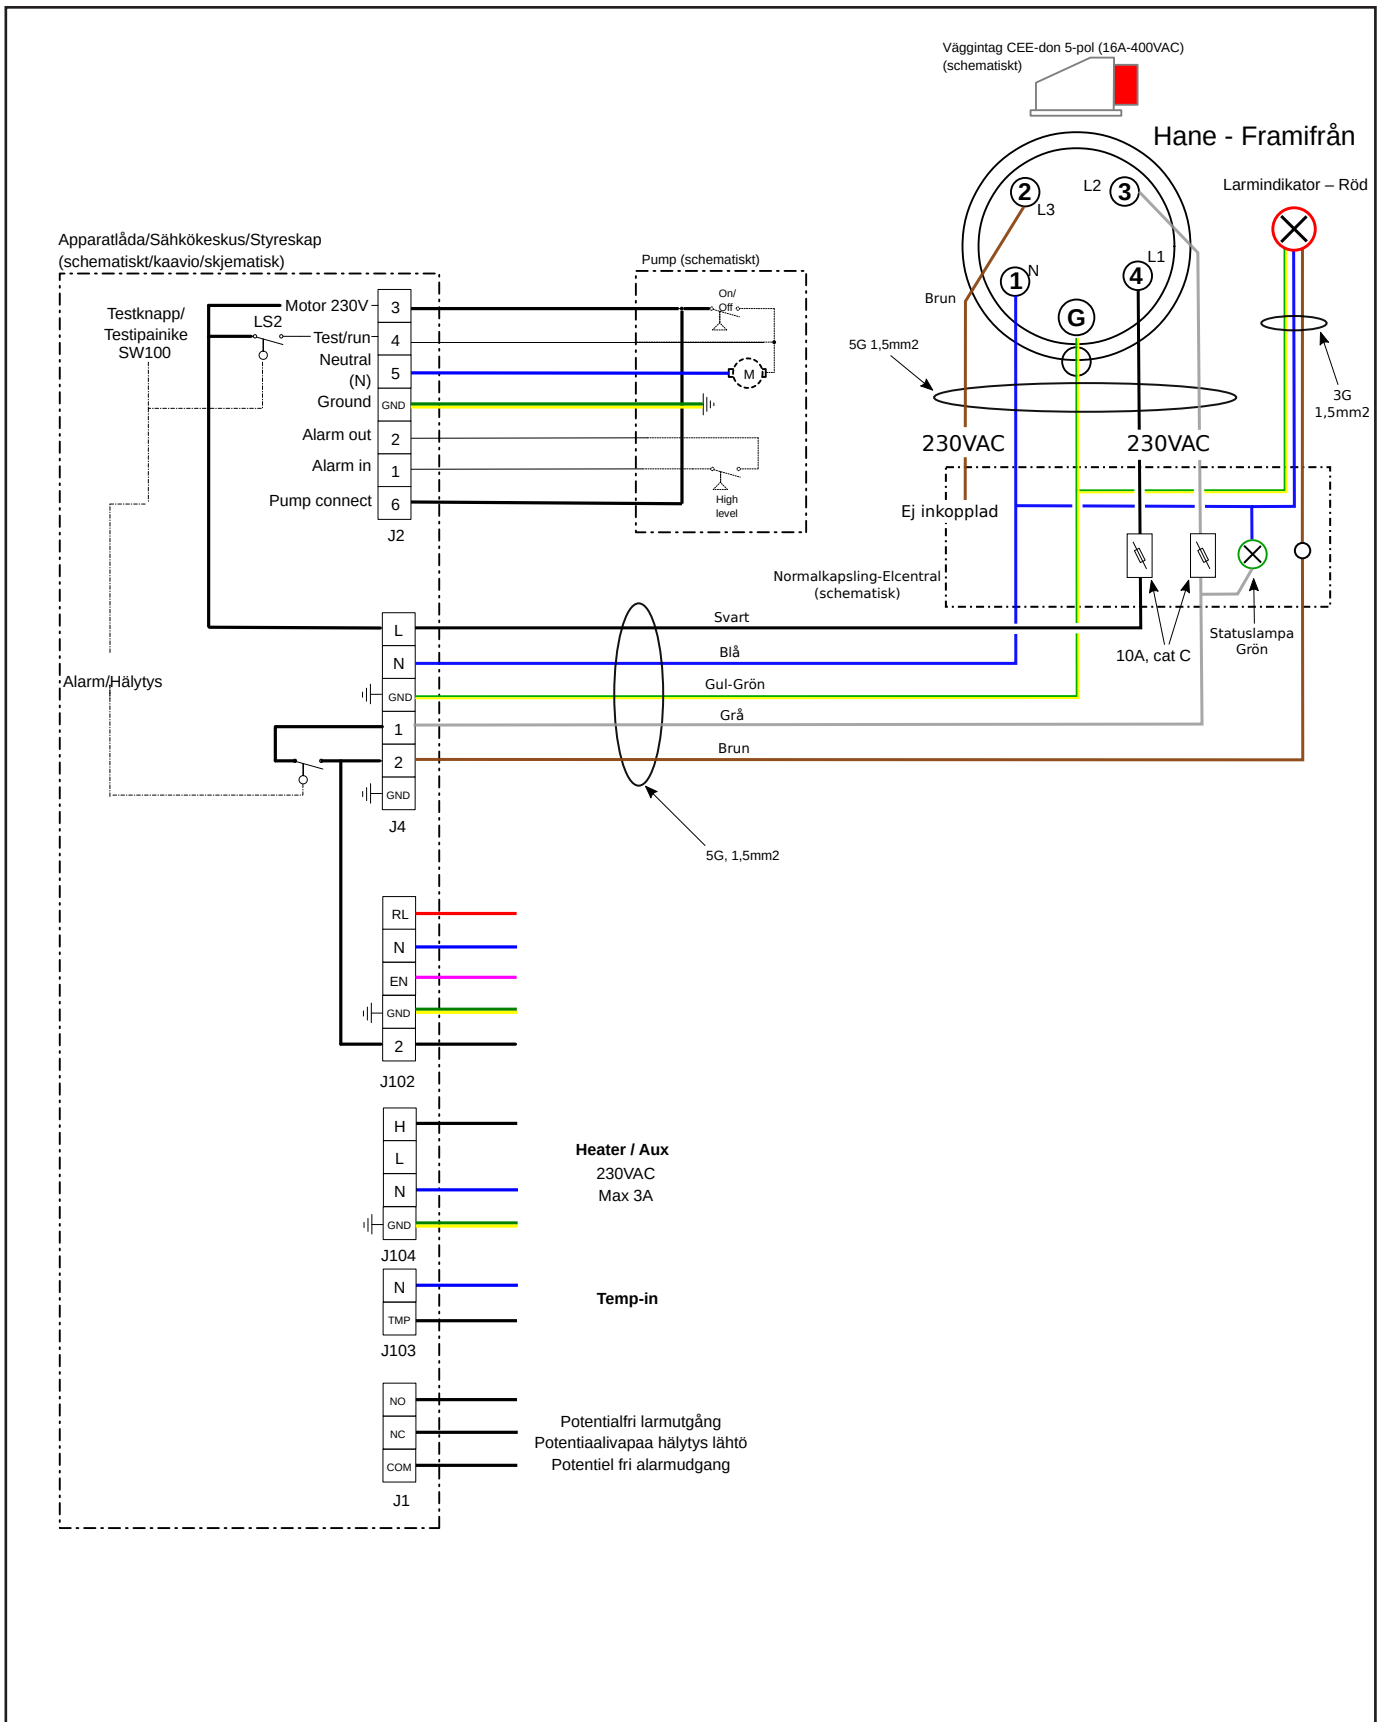 Väggintag CEE-don 5-pol (16A-400VAC)
(schematiskt)
Hane - Framifrån
Larmindikator – Röd
2
L3
L2
3
1
N
4
L1
G
Brun
5G 1,5mm2
3G
1,5mm2
230VAC
230VAC
Ej inkopplad
Normalkapsling-Elcentral
(schematisk)
10A, cat C
Statuslampa
Grön
Apparatlåda/Sähkökeskus/Styreskap
(schematiskt/kaavio/skjematisk)
Testknapp/
Testipainike
SW100
LS2
Motor 230V
3
Test/run
4
Neutral
(N)
5
Ground
GND
Alarm out
2
Alarm in
1
Pump connect
6
J2
Pump (schematiskt)
On/
Off
M
High
level
Alarm/Hälytys
L
Svart
N
Blå
GND
Gul-Grön
1
Grå
2
Brun
GND
J4
5G, 1,5mm2
RL
N
EN
GND
2
J102
H
L
N
GND
J104
Heater / Aux
230VAC
Max 3A
N
TMP
J103
Temp-in
NO
NC
COM
J1
Potentialfri larmutgång
Potentiaalivapaa hälytys lähtö
Potentiel fri alarmudgang